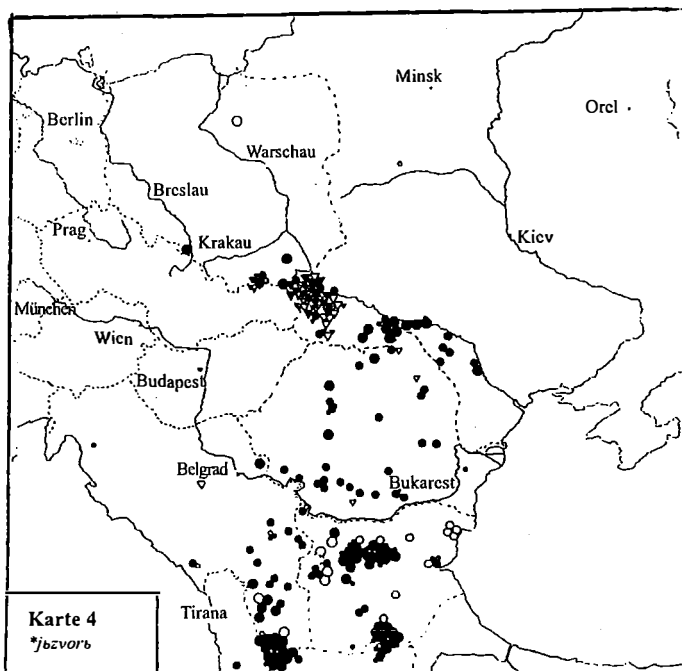 Minsk
Orel
Berlin
Warschau
Breslau
Prag
Krakau
Kiev
München
Wien
Budapest
Belgrad
Bukarest
Tirana
Karte 4
*jьzvorь